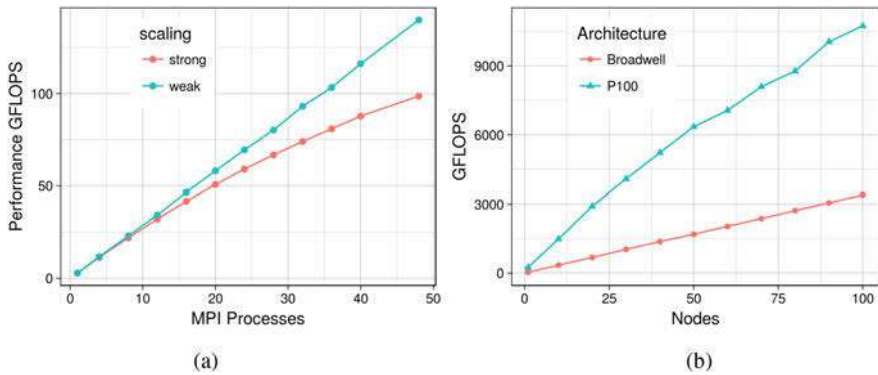 scaling
strong
weak
Performance GFLOPS
100
50
0
0 10 20 30 40 50
MPI Processes
(a)
Architecture
Broadwell
P100
GFLOPS
9000
6000
3000
0
0 25 50 75 100
Nodes
(b)